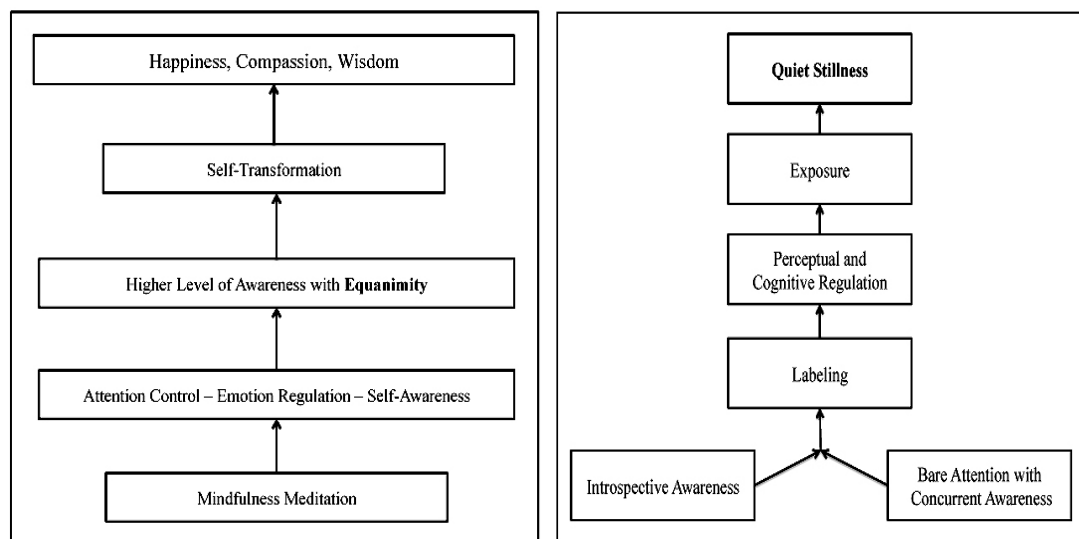 Happiness, Compassion, Wisdom
Self-Transformation
Higher Level of Awareness with Equanimity
Attention Control – Emotion Regulation – Self-Awareness
Mindfulness Meditation
Quiet Stillness
Exposure
Perceptual and
Cognitive Regulation
Labeling
Introspective Awareness
Bare Attention with
Concurrent Awareness